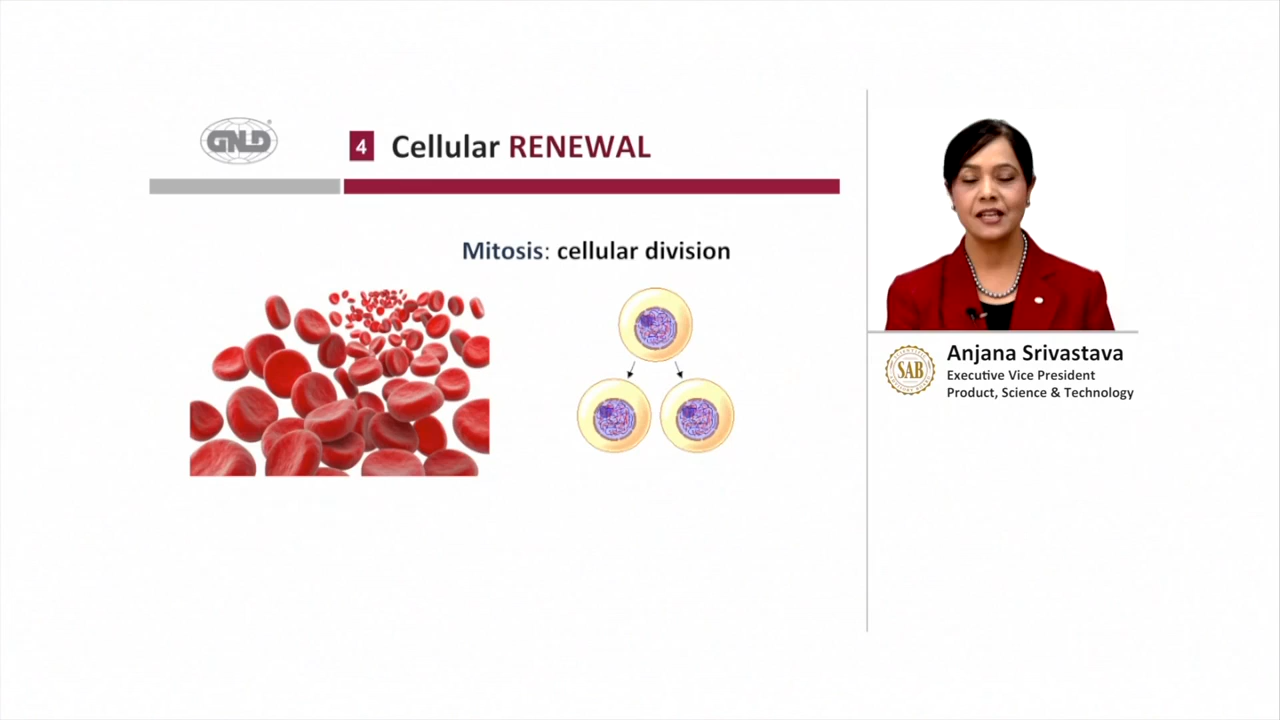 GNLD®
4 Cellular RENEWAL
Mitosis: cellular division
SAB
Anjana Srivastava
Executive Vice President
Product, Science & Technology